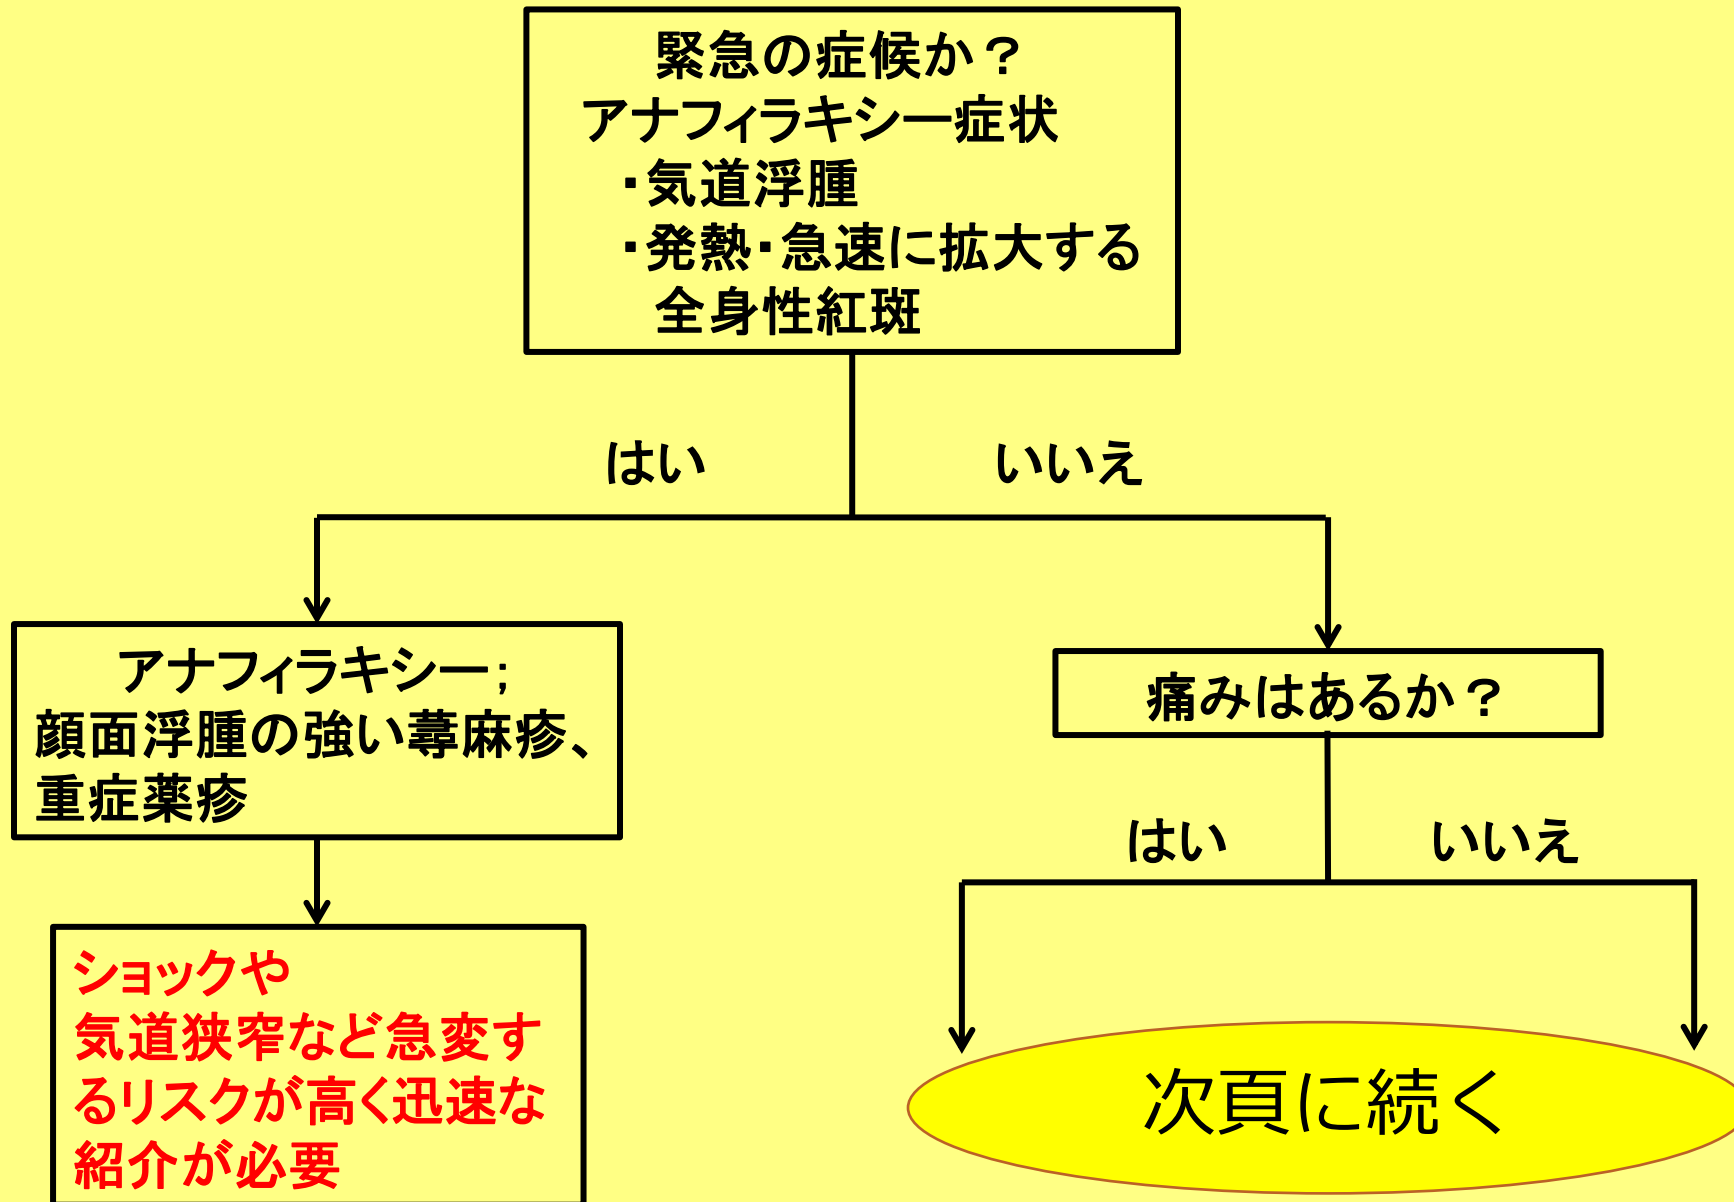 緊急の症候か？
アナフィラキシー症状
・気道浮腫
・発熱・急速に拡大する
全身性紅斑
はい
いいえ
アナフィラキシー；
顔面浮腫の強い蕁麻疹、
重症薬疹
痛みはあるか？
はい
いいえ
ショックや
気道狭窄など急変す
るリスクが高く迅速な
紹介が必要
次頁に続く